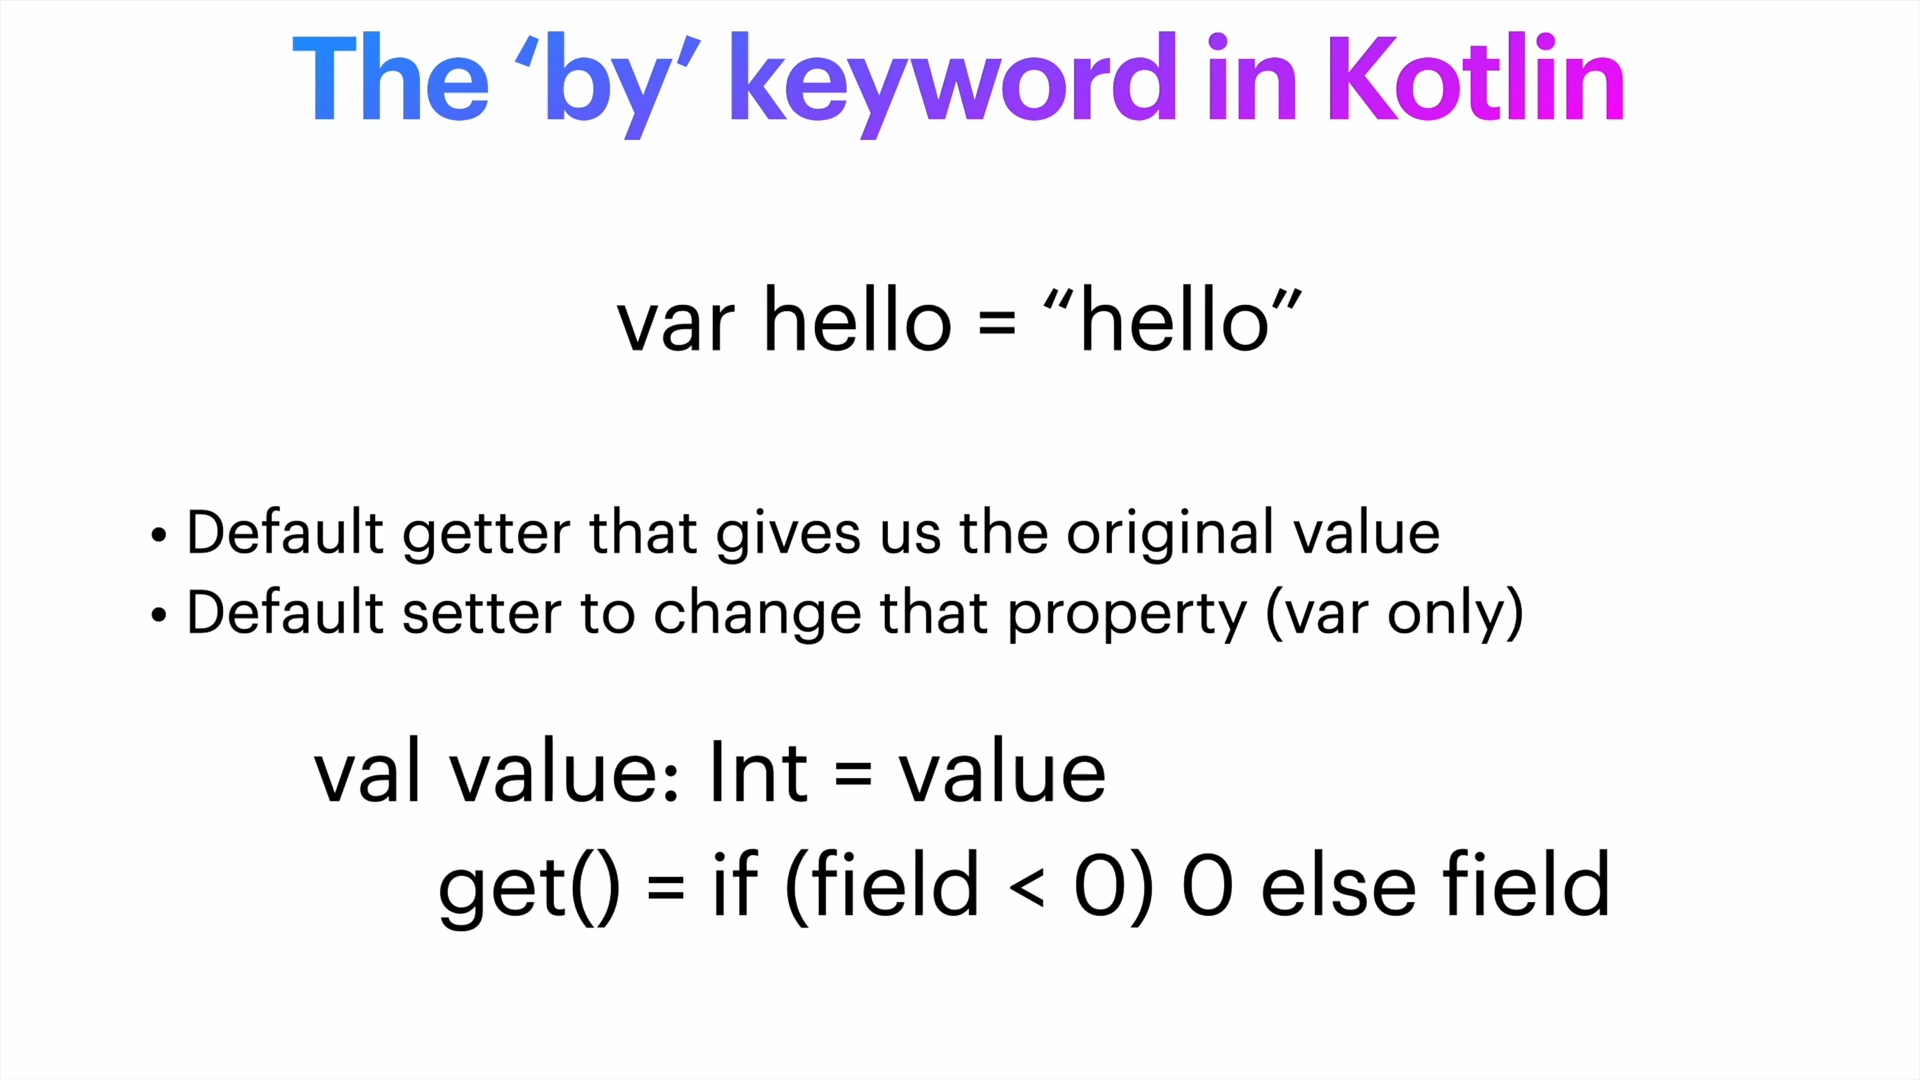 The ‘by’ keyword in Kotlin
var hello = “hello”
• Default getter that gives us the original value
• Default setter to change that property (var only)
val value: Int = value
get() = if (field < 0) 0 else field